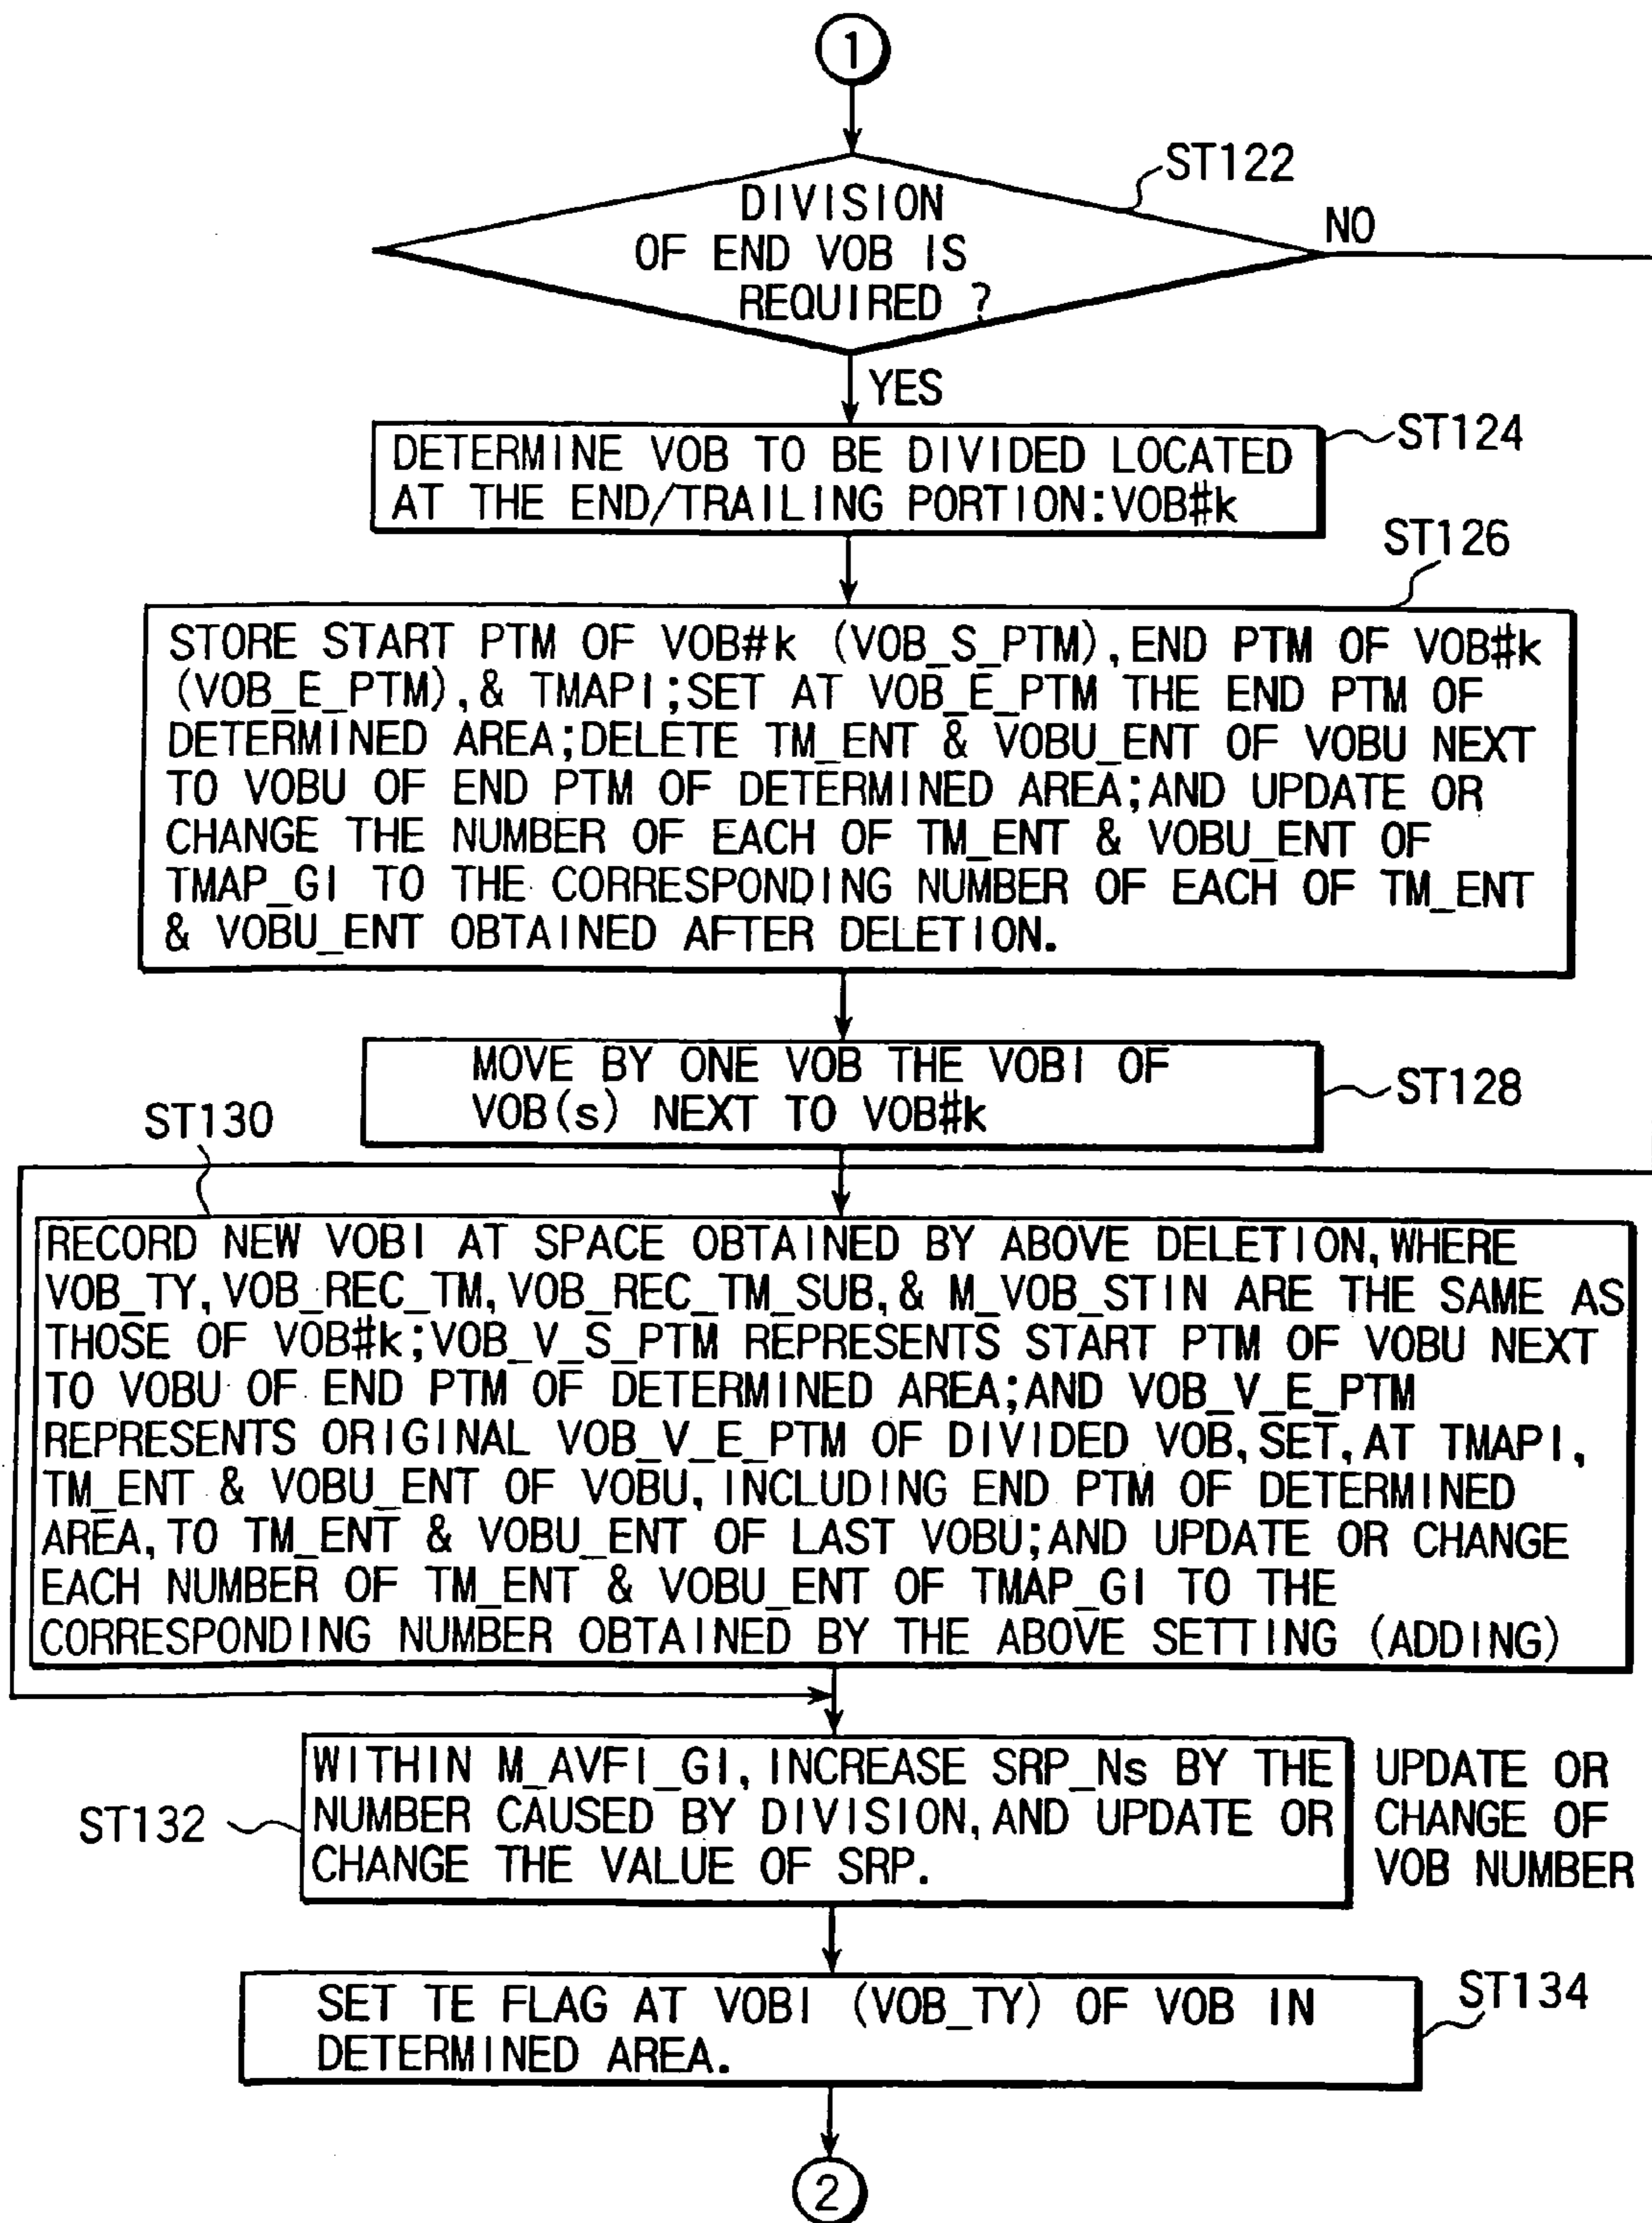 1
ST122
DIVISION
OF END VOB IS
REQUIRED ?
NO
YES
ST124
DETERMINE VOB TO BE DIVIDED LOCATED
AT THE END/TRAILING PORTION:VOB#k
ST126
STORE START PTM OF VOB#k (VOB_S_PTM),END PTM OF VOB#k
(VOB_E_PTM),& TMAPI;SET AT VOB_E_PTM THE END PTM OF
DETERMINED AREA;DELETE TM_ENT & VOBU_ENT OF VOBU NEXT
TO VOBU OF END PTM OF DETERMINED AREA;AND UPDATE OR
CHANGE THE NUMBER OF EACH OF TM_ENT & VOBU_ENT OF
TMAP_GI TO THE CORRESPONDING NUMBER OF EACH OF TM_ENT
& VOBU_ENT OBTAINED AFTER DELETION.
MOVE BY ONE VOB THE VOBI OF
VOB(s) NEXT TO VOB#k
ST128
ST130
RECORD NEW VOBI AT SPACE OBTAINED BY ABOVE DELETION,WHERE
VOB_TY,VOB_REC_TM,VOB_REC_TM_SUB,& M_VOB_STIN ARE THE SAME AS
THOSE OF VOB#k;VOB_V_S_PTM REPRESENTS START PTM OF VOBU NEXT
TO VOBU OF END PTM OF DETERMINED AREA;AND VOB_V_E_PTM
REPRESENTS ORIGINAL VOB_V_E_PTM OF DIVIDED VOB,SET,AT TMAPI,
TM_ENT & VOBU_ENT OF VOBU,INCLUDING END PTM OF DETERMINED
AREA,TO TM_ENT & VOBU_ENT OF LAST VOBU;AND UPDATE OR CHANGE
EACH NUMBER OF TM_ENT & VOBU_ENT OF TMAP_GI TO THE
CORRESPONDING NUMBER OBTAINED BY THE ABOVE SETTING (ADDING)
WITHIN M_AVFI_GI,INCREASE SRP_Ns BY THE
NUMBER CAUSED BY DIVISION,AND UPDATE OR
CHANGE THE VALUE OF SRP.
ST132
UPDATE OR
CHANGE OF
VOB NUMBER
SET TE FLAG AT VOBI (VOB_TY) OF VOB IN
DETERMINED AREA.
ST134
2